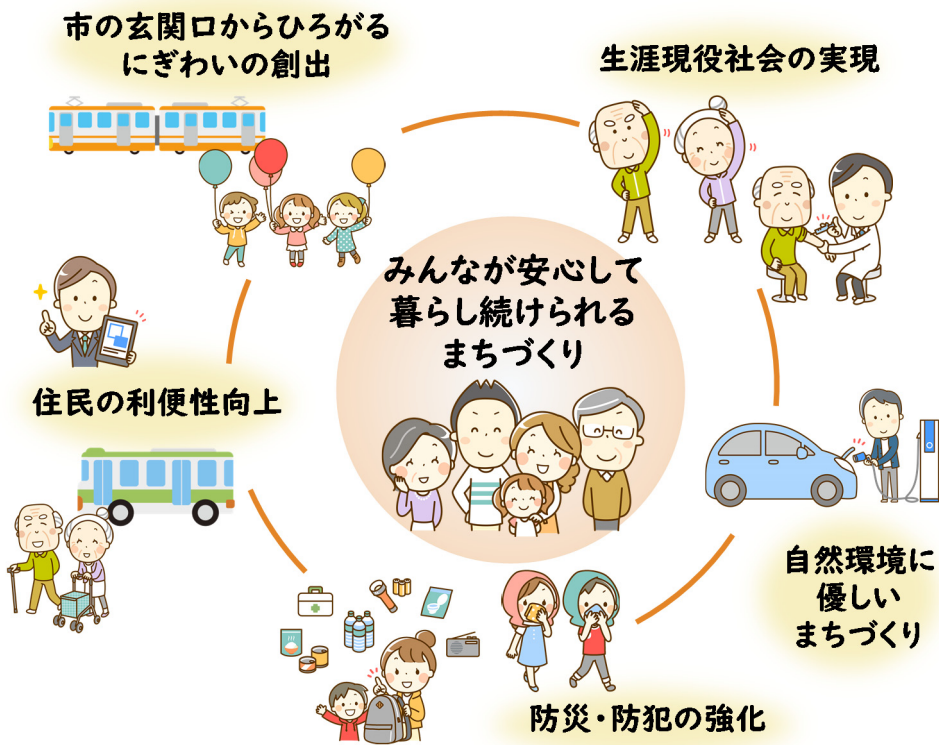 市の玄関口からひろがる
にぎわいの創出
生涯現役社会の実現
みんなが安心して
暮らし続けられる
まちづくり
住民の利便性向上
自然環境に
優しい
まちづくり
防災・防犯の強化